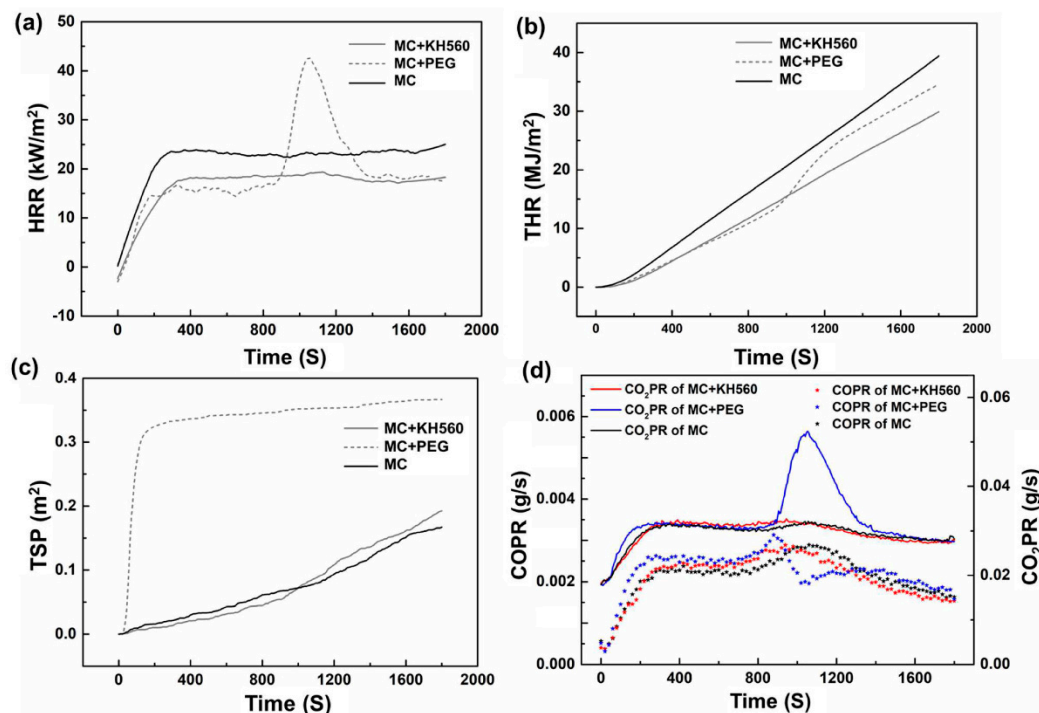 (a)
50
40
30
20
10
0
-10
HRR (kW/m²)
MC+KH560
MC+PEG
MC
0 400 800 1200 1600 2000
Time (S)
(b)
40
30
20
10
0
THR (MJ/m²)
MC+KH560
MC+PEG
MC
0 400 800 1200 1600 2000
Time (S)
(c)
0.4
0.3
0.2
0.1
0.0
TSP (m²)
MC+KH560
MC+PEG
MC
0 400 800 1200 1600 2000
Time (S)
(d)
0.006
0.004
0.002
0.000
COPR (g/s)
CO₂PR of MC+KH560
CO₂PR of MC+PEG
CO₂PR of MC
COPR of MC+KH560
COPR of MC+PEG
COPR of MC
0.06
0.04
0.02
0.00
CO₂PR (g/s)
0 400 800 1200 1600
Time (S)